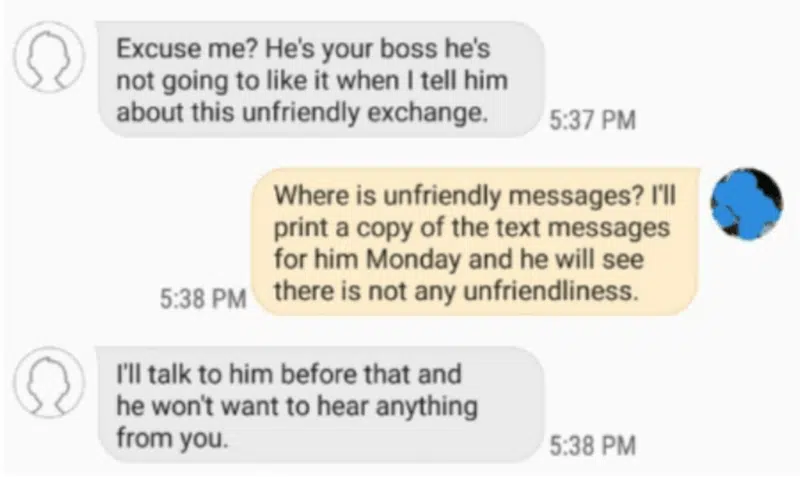 Excuse me? He's your boss he's
not going to like it when I tell him
about this unfriendly exchange.
5:37 PM
Where is unfriendly messages? I'll
print a copy of the text messages
for him Monday and he will see
there is not any unfriendliness.
5:38 PM
I'll talk to him before that and
he won't want to hear anything
from you.
5:38 PM